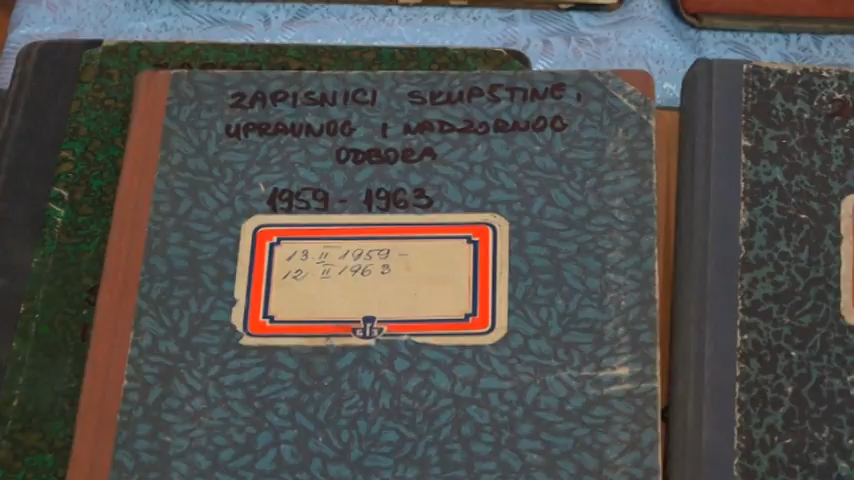 ZAPISNICI SKUPŠTINE,
UPRAVNOG I NADZORNOG
ODBORA
1959 - 1963
13. II 1959 -
12. II 1963